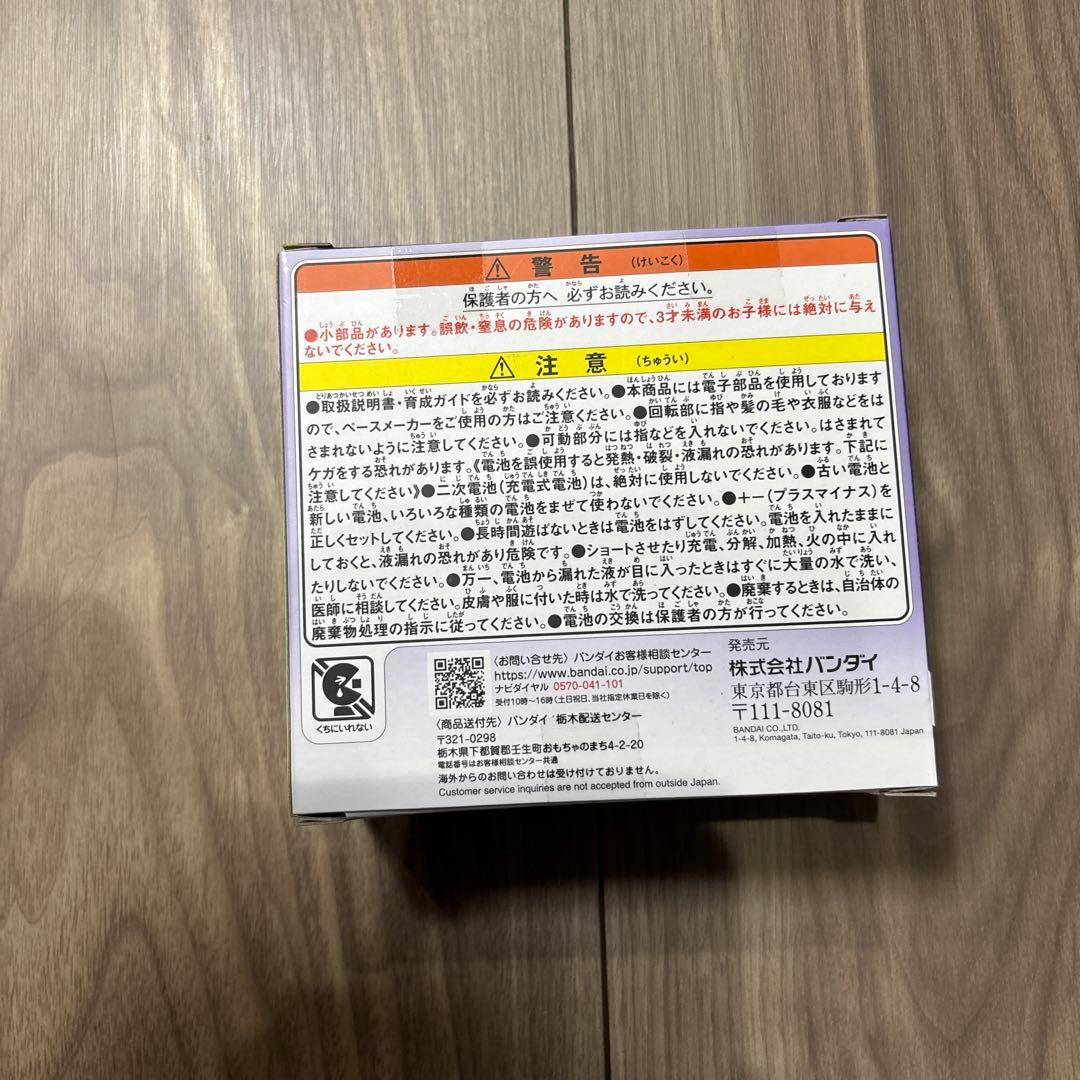 ⚠ 警告 (けいこく)
保護者の方へ 必ずお読みください。
●小部品があります。誤飲・窒息の危険がありますので、3才未満のお子様には絶対に与え
ないでください。
⚠ 注意 (ちゅうい)
●取扱説明書・育成ガイドを必ずお読みください。●本商品には電子部品を使用しております
ので、ペースメーカーをご使用の方はご注意ください。●回転部に指や髪の毛や衣服などをは
さまれないように注意してください。●可動部分には指などを入れないでください。はさまれて
ケガをする恐れがあります。《電池を誤使用すると発熱・破裂・液漏れの恐れがあります。下記に
注意してください》●二次電池(充電式電池)は、絶対に使用しないでください。●古い電池と
新しい電池、いろいろな種類の電池をまぜて使わないでください。●+−(プラスマイナス)を
正しくセットしてください。●長時間遊ばないときは電池をはずしてください。電池を入れたままに
しておくと、液漏れの恐れがあり危険です。●ショートさせたり充電、分解、加熱、火の中に入れ
たりしないでください。●万一、電池から漏れた液が目に入ったときはすぐに大量の水で洗い、
医師に相談してください。皮膚や服に付いた時は水で洗ってください。●廃棄するときは、自治体の
廃棄物処理の指示に従ってください。●電池の交換は保護者の方が行ってください。
くちにいれない
〈お問い合せ先〉バンダイお客様相談センター
https://www.bandai.co.jp/support/top
ナビダイヤル 0570-041-101
受付10時〜16時(土日祝日、当社指定休業日を除く)
〈商品送付先〉バンダイ 栃木配送センター
〒321-0298
栃木県下都賀郡壬生町おもちゃのまち4-2-20
電話番号はお客様相談センター共通
海外からのお問い合わせは受け付けておりません。
Customer service inquiries are not accepted from outside Japan.
発売元
株式会社バンダイ
東京都台東区駒形1-4-8
〒111-8081
BANDAI CO.,LTD.
1-4-8, Komagata, Taito-ku, Tokyo, 111-8081 Japan